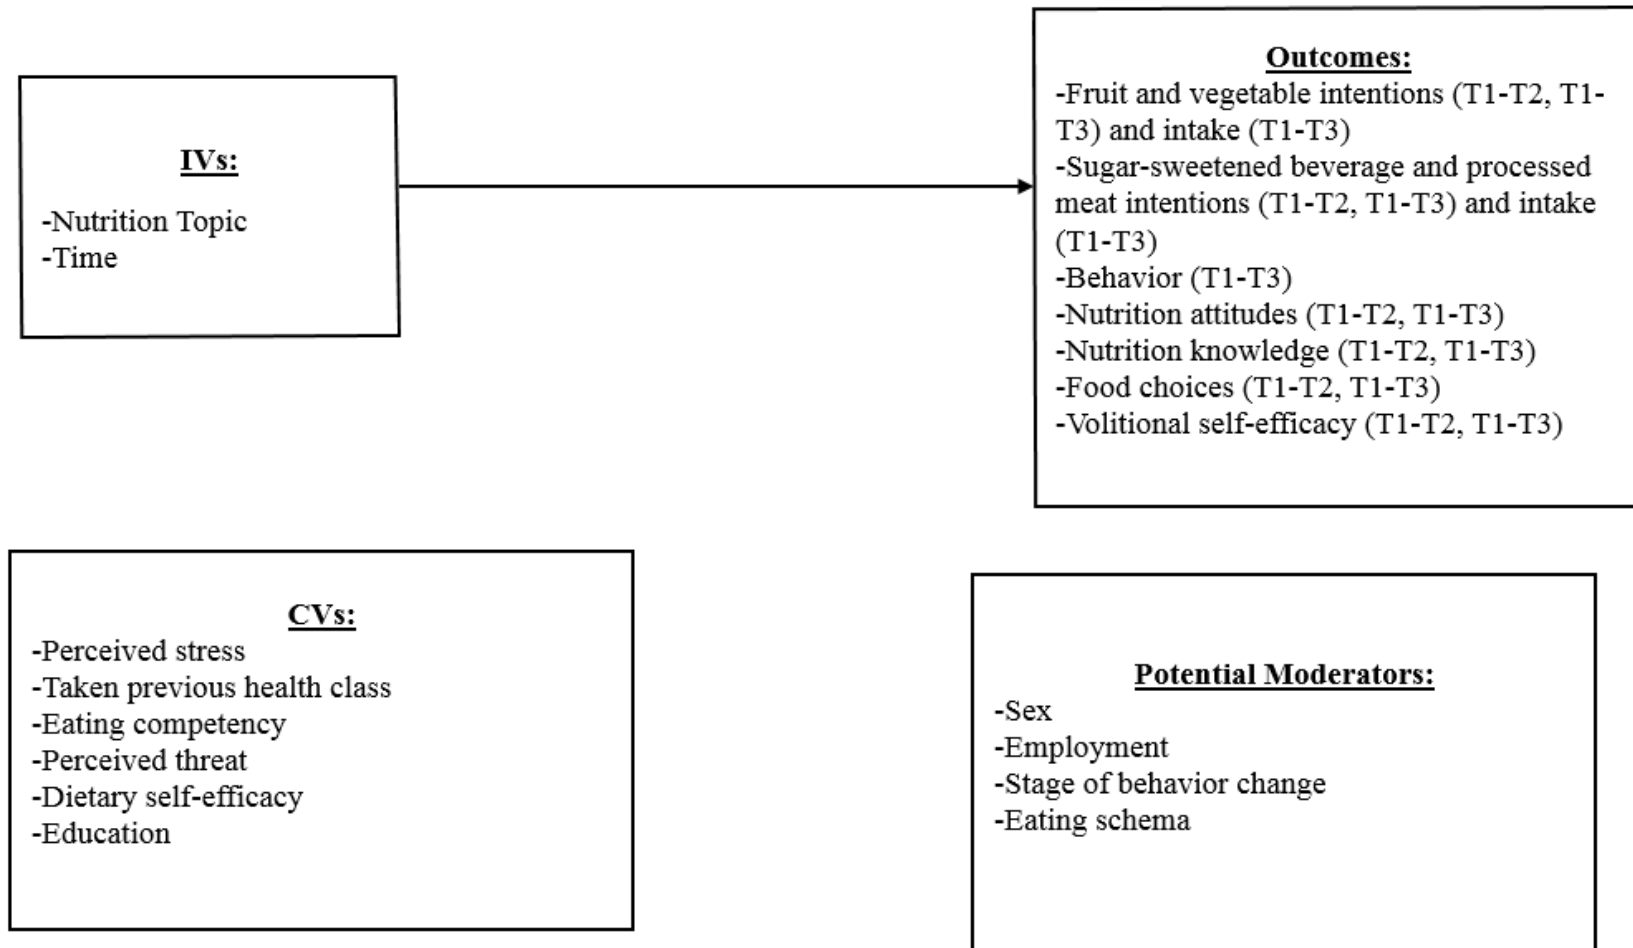 IVs:
-Nutrition Topic
-Time
Outcomes:
-Fruit and vegetable intentions (T1-T2, T1-
T3) and intake (T1-T3)
-Sugar-sweetened beverage and processed
meat intentions (T1-T2, T1-T3) and intake
(T1-T3)
-Behavior (T1-T3)
-Nutrition attitudes (T1-T2, T1-T3)
-Nutrition knowledge (T1-T2, T1-T3)
-Food choices (T1-T2, T1-T3)
-Volitional self-efficacy (T1-T2, T1-T3)
CVs:
-Perceived stress
-Taken previous health class
-Eating competency
-Perceived threat
-Dietary self-efficacy
-Education
Potential Moderators:
-Sex
-Employment
-Stage of behavior change
-Eating schema